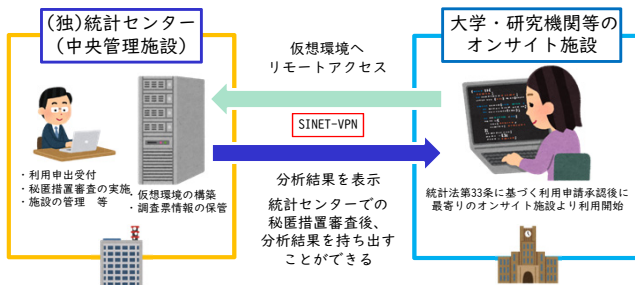 (独)統計センター
(中央管理施設)
・利用申出受付
・秘匿措置審査の実施
・施設の管理 等
・仮想環境の構築
・調査票情報の保管
仮想環境へ
リモートアクセス
SINET-VPN
分析結果を表示
統計センターでの
秘匿措置審査後、
分析結果を持ち出す
ことができる
大学・研究機関等の
オンサイト施設
統計法第33条に基づく利用申請承認後に
最寄りのオンサイト施設より利用開始